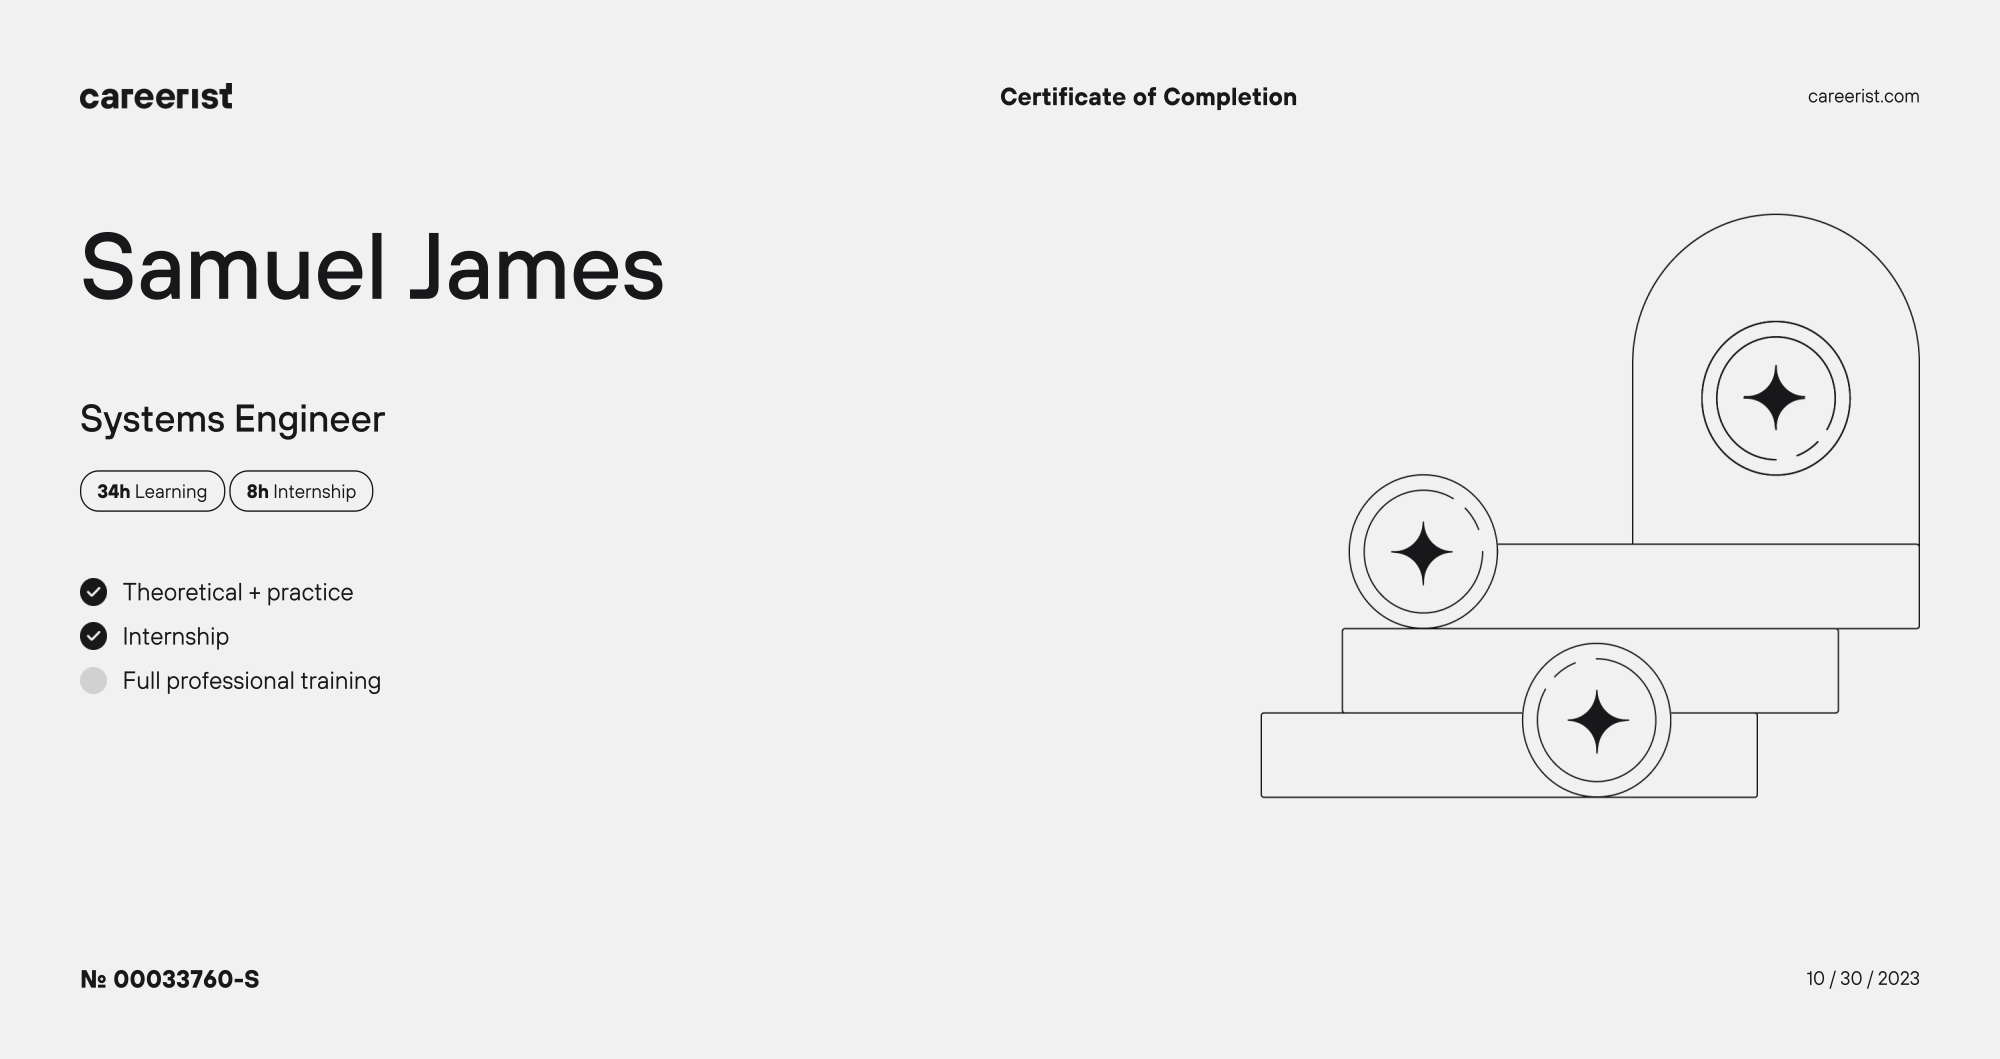 careerist
Certificate of Completion
careerist.com
Samuel James
Systems Engineer
34h Learning 8h Internship
Theoretical + practice
Internship
Full professional training
№ 00033760-S
10 / 30 / 2023